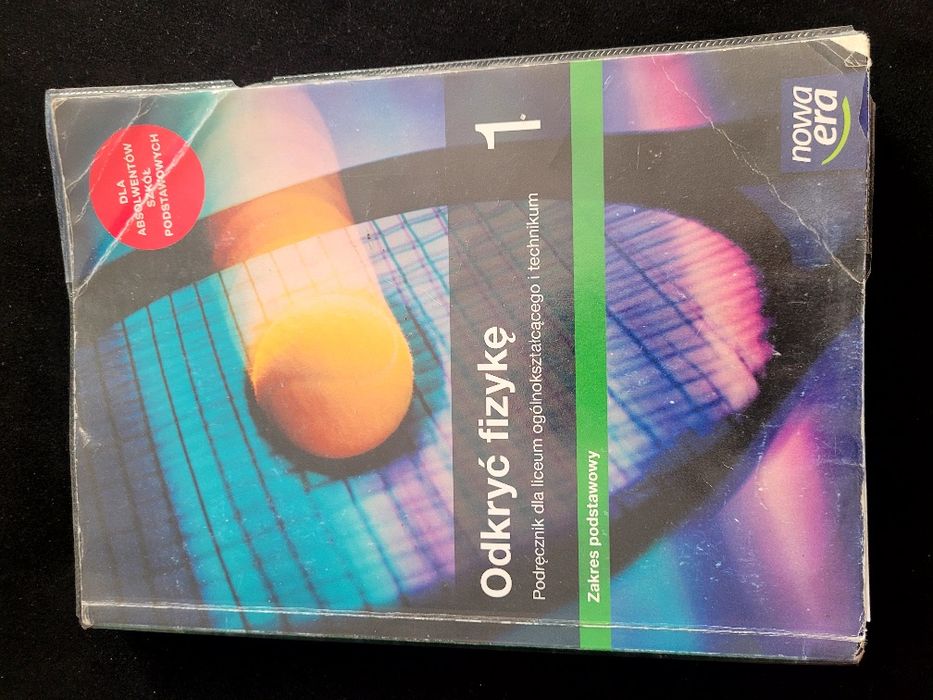 DLA
ABSOLWENTÓW
SZKÓŁ
PODSTAWOWYCH
Odkryć fizykę
1.
Podręcznik dla liceum ogólnokształcącego i technikum
Zakres podstawowy
nowa
era